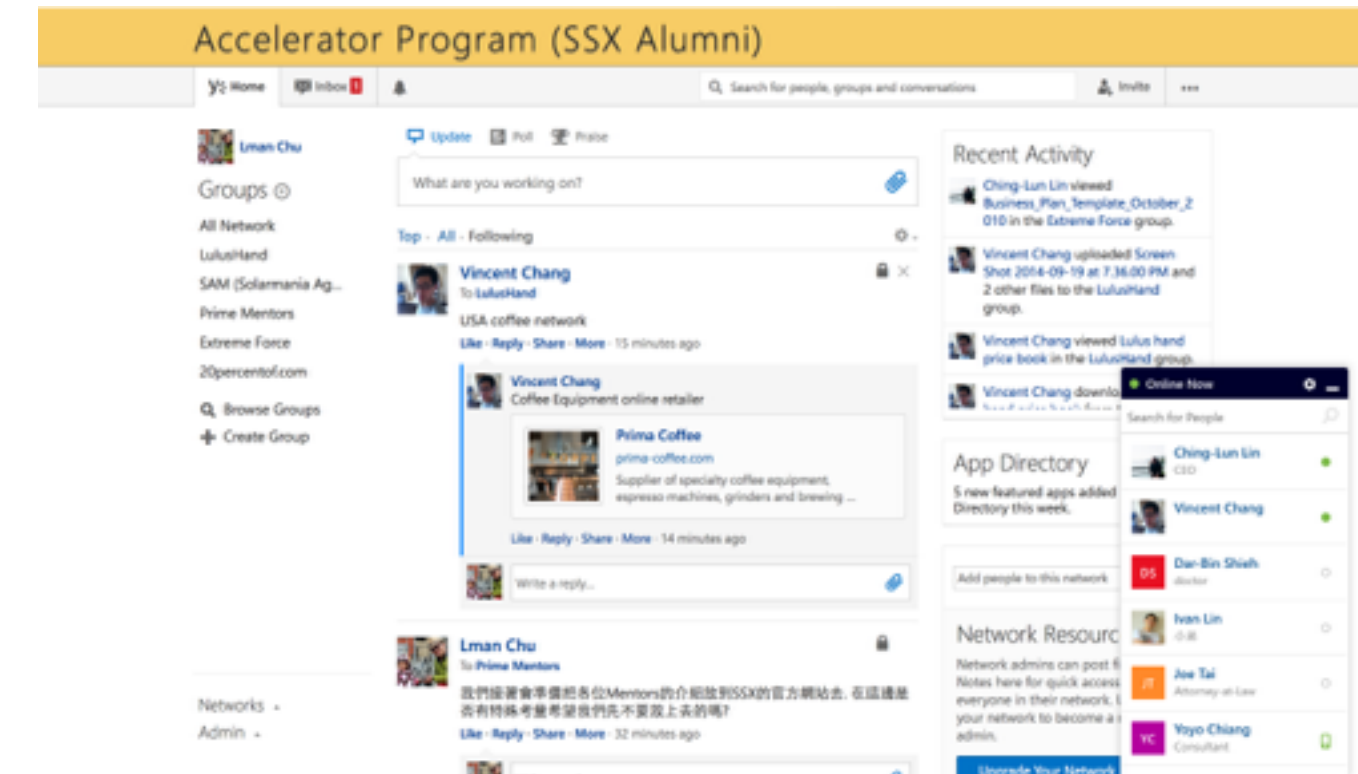 Accelerator Program (SSX Alumni)
Home
Inbox 1
Search for people, groups and conversations
Invite
Lman Chu
Groups
All Network
LulusHand
SAM (Solarmania Ag...
Prime Mentors
Extreme Force
20percentof.com
Browse Groups
Create Group
Networks
Admin
Update
Poll
Praise
What are you working on?
Top · All · Following
Vincent Chang
To LulusHand
USA coffee network
Like · Reply · Share · More · 15 minutes ago
Vincent Chang
Coffee Equipment online retailer
Prima Coffee
prima-coffee.com
Supplier of specialty coffee equipment,
espresso machines, grinders and brewing ...
Like · Reply · Share · More · 14 minutes ago
Write a reply...
Lman Chu
To Prime Mentors
我們接著會準備把各位Mentors的介紹放到SSX的官方網站去. 在這邊是
否有特殊考量希望我們先不要放上去的嗎?
Like · Reply · Share · More · 32 minutes ago
Recent Activity
Ching-Lun Lin viewed
Business_Plan_Template_October_2
010 in the Extreme Force group.
Vincent Chang uploaded Screen
Shot 2014-09-19 at 7.36.00 PM and
2 other files to the LulusHand
group.
Vincent Chang viewed Lulus hand
price book in the LulusHand group.
Vincent Chang downlo
App Directory
5 new featured apps added
Directory this week.
Add people to this network
Network Resourc
Network admins can post fi
Notes here for quick access
everyone in their network. U
your network to become a
admin.
Upgrade Your Network
Online Now
Search for People
Ching-Lun Lin
CEO
Vincent Chang
DS
Dar-Bin Shieh
doctor
Ivan Lin
JT
Joe Tai
Attorney-at-Law
YC
Yoyo Chiang
Consultant